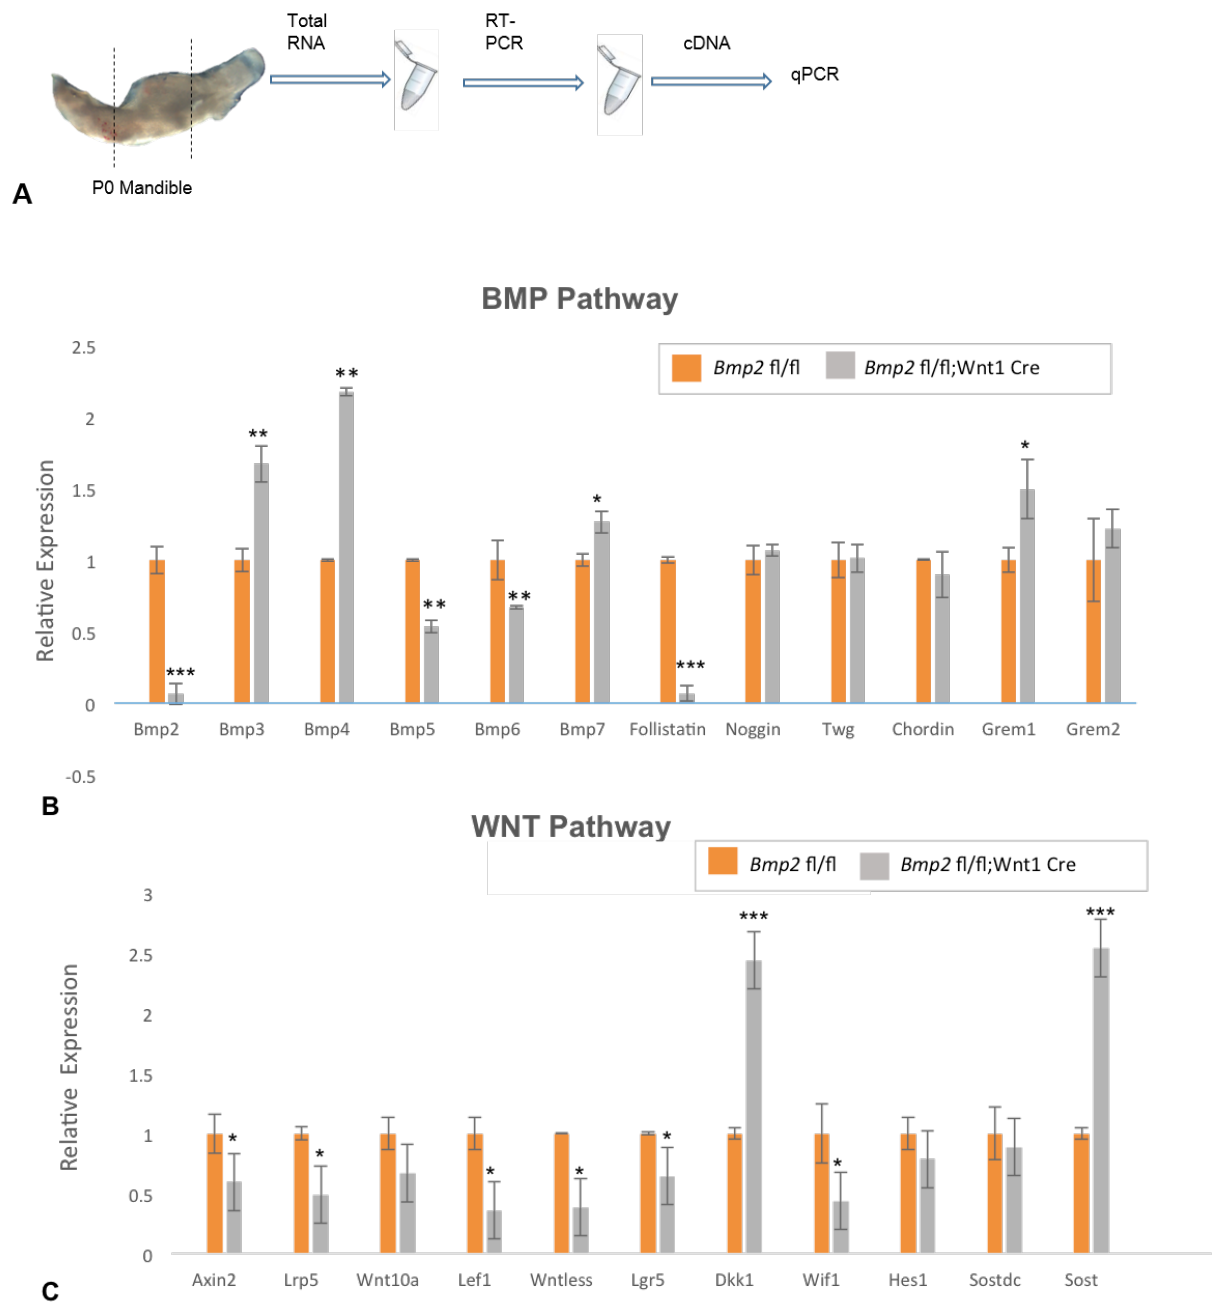 Total
RNA
RT-
PCR
cDNA
qPCR
P0 Mandible
A
BMP Pathway
Bmp2 fl/fl
Bmp2 fl/fl;Wnt1 Cre
Relative Expression
2.5
2
1.5
1
0.5
0
-0.5
**
**
*
*
***
**
**
***
Bmp2 Bmp3 Bmp4 Bmp5 Bmp6 Bmp7 Follistatin Noggin Twg Chordin Grem1 Grem2
B
WNT Pathway
Bmp2 fl/fl
Bmp2 fl/fl;Wnt1 Cre
Relative Expression
3
2.5
2
1.5
1
0.5
0
***
***
*
*
*
*
*
*
Axin2 Lrp5 Wnt10a Lef1 Wntless Lgr5 Dkk1 Wif1 Hes1 Sostdc Sost
C